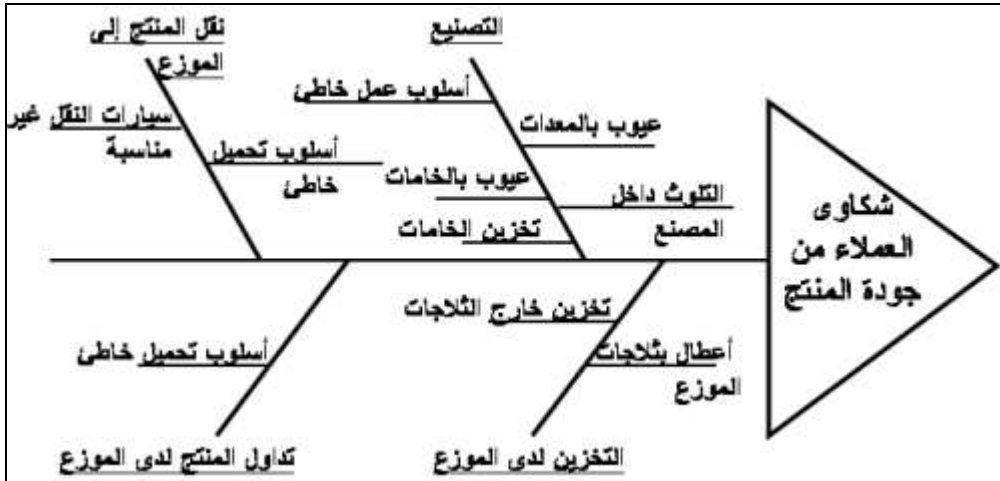 التصنيع
نقل المنتج إلى
الموزع
أسلوب عمل خاطئ
عيوب بالمعدات
عيوب بالخامات
التلوث داخل
المصنع
تخزين الخامات
سيارات النقل غير
مناسبة
أسلوب تحميل
خاطئ
شكاوى
العملاء من
جودة المنتج
تخزين خارج الثلاجات
أعطال بثلاجات
الموزع
أسلوب تحميل خاطئ
التخزين لدى الموزع
تداول المنتج لدى الموزع